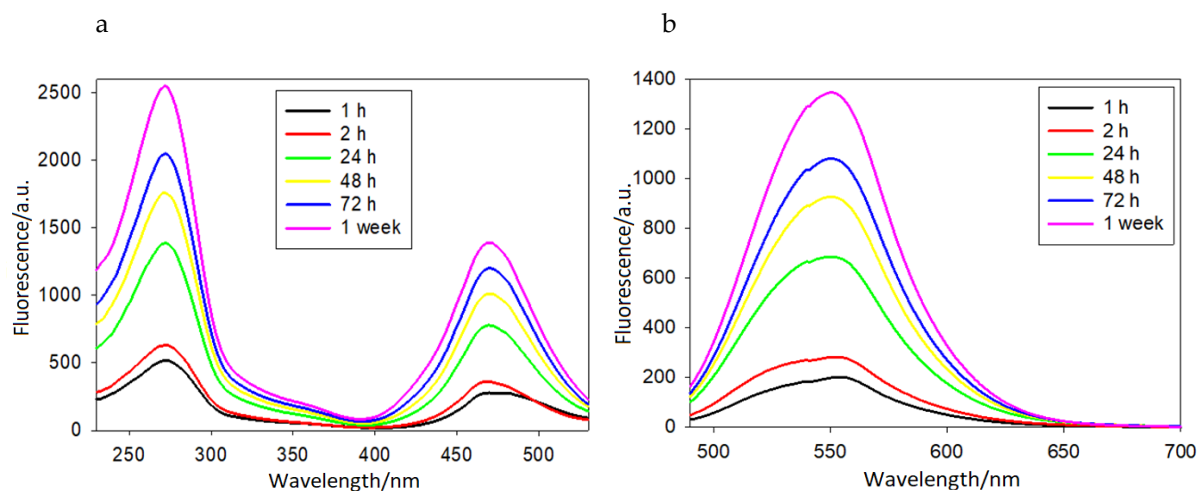 a
b
Fluorescence/a.u.
2500
2000
1500
1000
500
0
1 h
2 h
24 h
48 h
72 h
1 week
250
300
350
400
450
500
Wavelength/nm
Fluorescence/a.u.
1400
1200
1000
800
600
400
200
0
1 h
2 h
24 h
48 h
72 h
1 week
500
550
600
650
700
Wavelength/nm